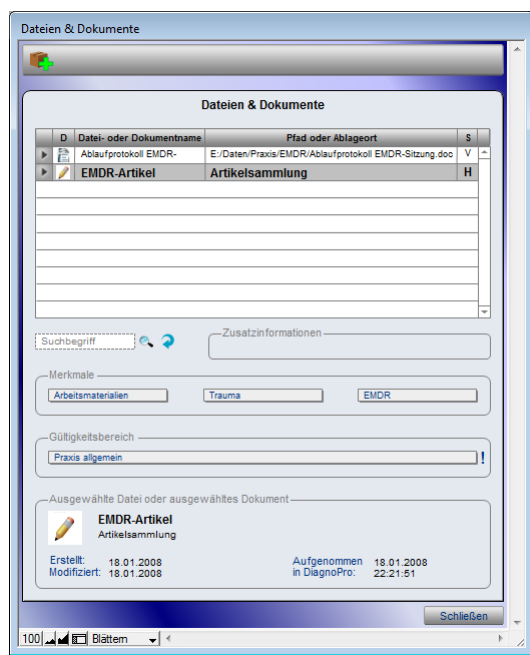 Dateien & Dokumente
Dateien & Dokumente
D Datei- oder Dokumentname Pfad oder Ablageort S
Ablaufprotokoll EMDR- E:/Daten/Praxis/EMDR/Ablaufprotokoll EMDR-Sitzung.doc V
EMDR-Artikel Artikelsammlung H
Suchbegriff Zusatzinformationen
Merkmale
Arbeitsmaterialien Trauma EMDR
Gültigkeitsbereich
Praxis allgemein !
Ausgewählte Datei oder ausgewähltes Dokument
EMDR-Artikel
Artikelsammlung
Erstellt: 18.01.2008 Aufgenommen 18.01.2008
Modifiziert: 18.01.2008 in DiagnoPro: 22:21:51
Schließen
100 Blättern